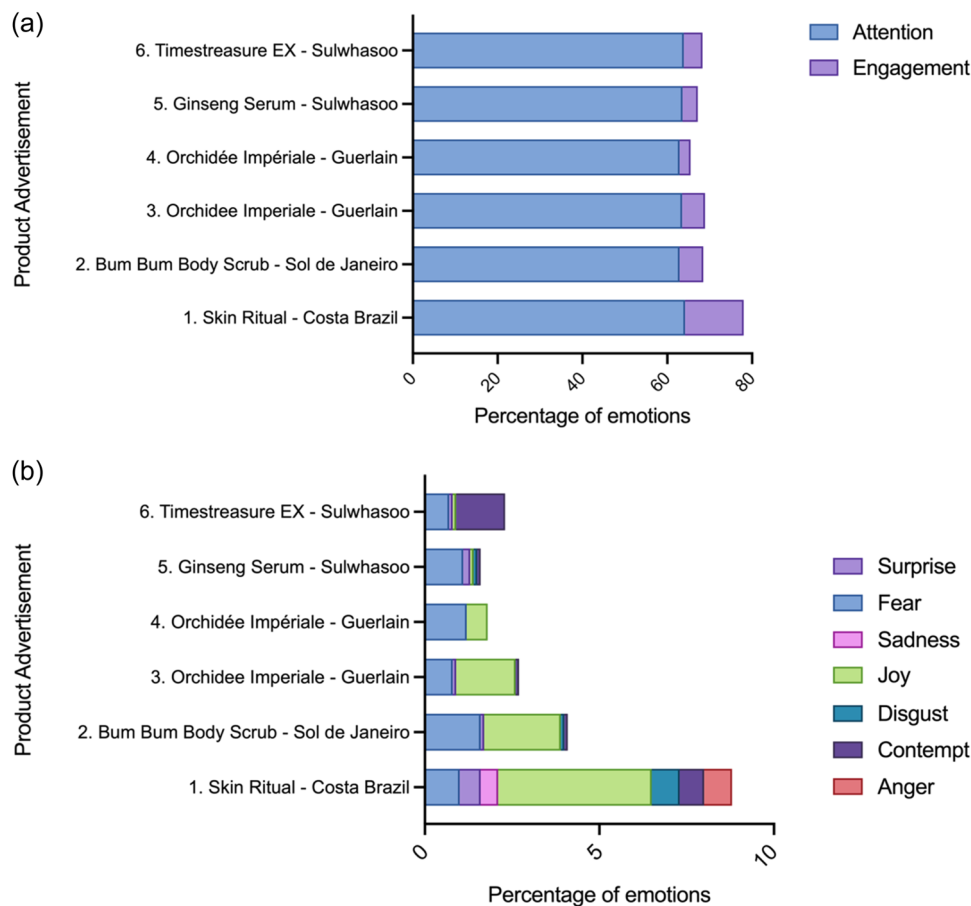 (a)
Product Advertisement
6. Timestreasure EX - Sulwhasoo
5. Ginseng Serum - Sulwhasoo
4. Orchidée Impériale - Guerlain
3. Orchidee Imperiale - Guerlain
2. Bum Bum Body Scrub - Sol de Janeiro
1. Skin Ritual - Costa Brazil
0 20 40 60 80
Percentage of emotions
Attention
Engagement
(b)
Product Advertisement
6. Timestreasure EX - Sulwhasoo
5. Ginseng Serum - Sulwhasoo
4. Orchidée Impériale - Guerlain
3. Orchidee Imperiale - Guerlain
2. Bum Bum Body Scrub - Sol de Janeiro
1. Skin Ritual - Costa Brazil
0 5 10
Percentage of emotions
Surprise
Fear
Sadness
Joy
Disgust
Contempt
Anger